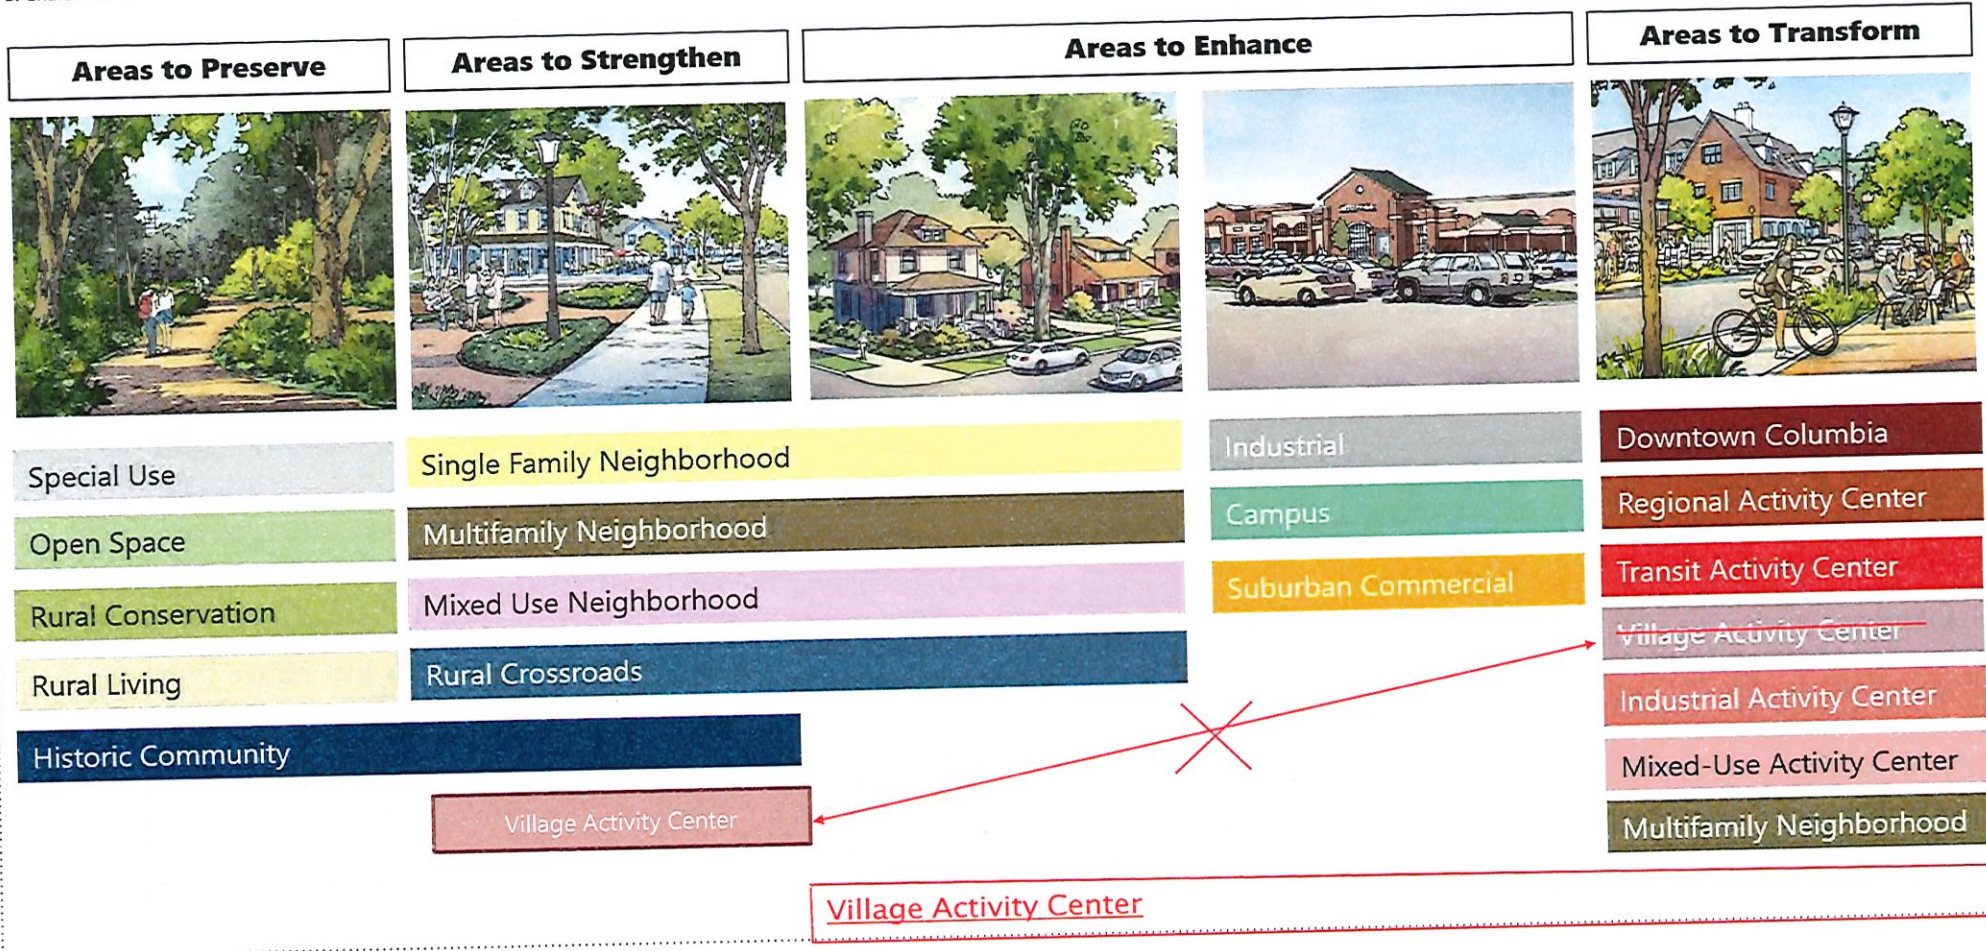 Areas to Preserve
Areas to Strengthen
Areas to Enhance
Areas to Transform
Special Use
Open Space
Rural Conservation
Rural Living
Historic Community
Single Family Neighborhood
Multifamily Neighborhood
Mixed Use Neighborhood
Rural Crossroads
Village Activity Center
Industrial
Campus
Suburban Commercial
Downtown Columbia
Regional Activity Center
Transit Activity Center
Village Activity Center
Industrial Activity Center
Mixed-Use Activity Center
Multifamily Neighborhood
Village Activity Center